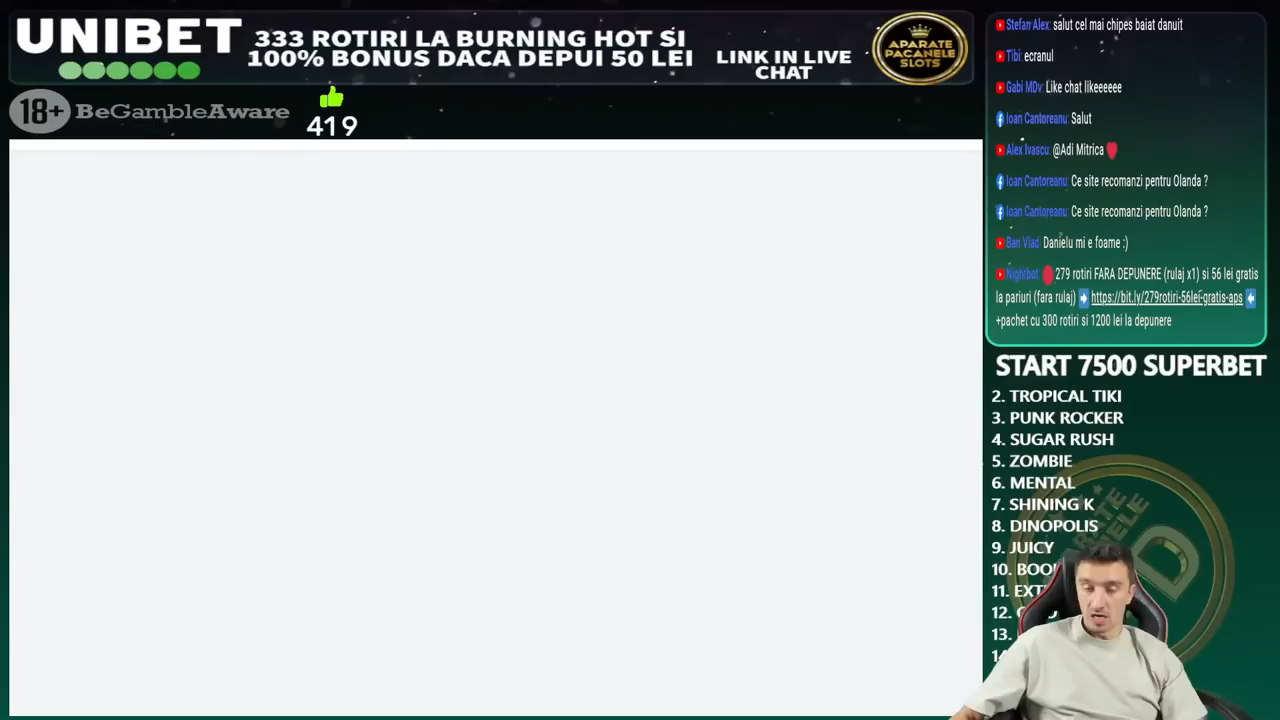 UNIBET
333 ROTIRI LA BURNING HOT SI
100% BONUS DACA DEPUI 50 LEI
LINK IN LIVE
CHAT
APARATE
PACANELE
SLOTS
18+ BeGambleAware
419
Stefan Alex: salut cel mai chipes baiat danuit
Tibi: ecranul
Gabi MDv: Like chat likeeeeee
Ioan Cantoreanu: Salut
Alex Ivascu: @Adi Mitrica
Ioan Cantoreanu: Ce site recomanzi pentru Olanda ?
Ioan Cantoreanu: Ce site recomanzi pentru Olanda ?
Ban Vlad: Danielu mi e foame :)
Nightbot: 279 rotiri FARA DEPUNERE (rulaj x1) si 56 lei gratis
la pariuri (fara rulaj) https://bit.ly/279rotiri-56lei-gratis-aps
+pachet cu 300 rotiri si 1200 lei la depunere
START 7500 SUPERBET
2. TROPICAL TIKI
3. PUNK ROCKER
4. SUGAR RUSH
5. ZOMBIE
6. MENTAL
7. SHINING K
8. DINOPOLIS
9. JUICY
10.
11.
12.
13.